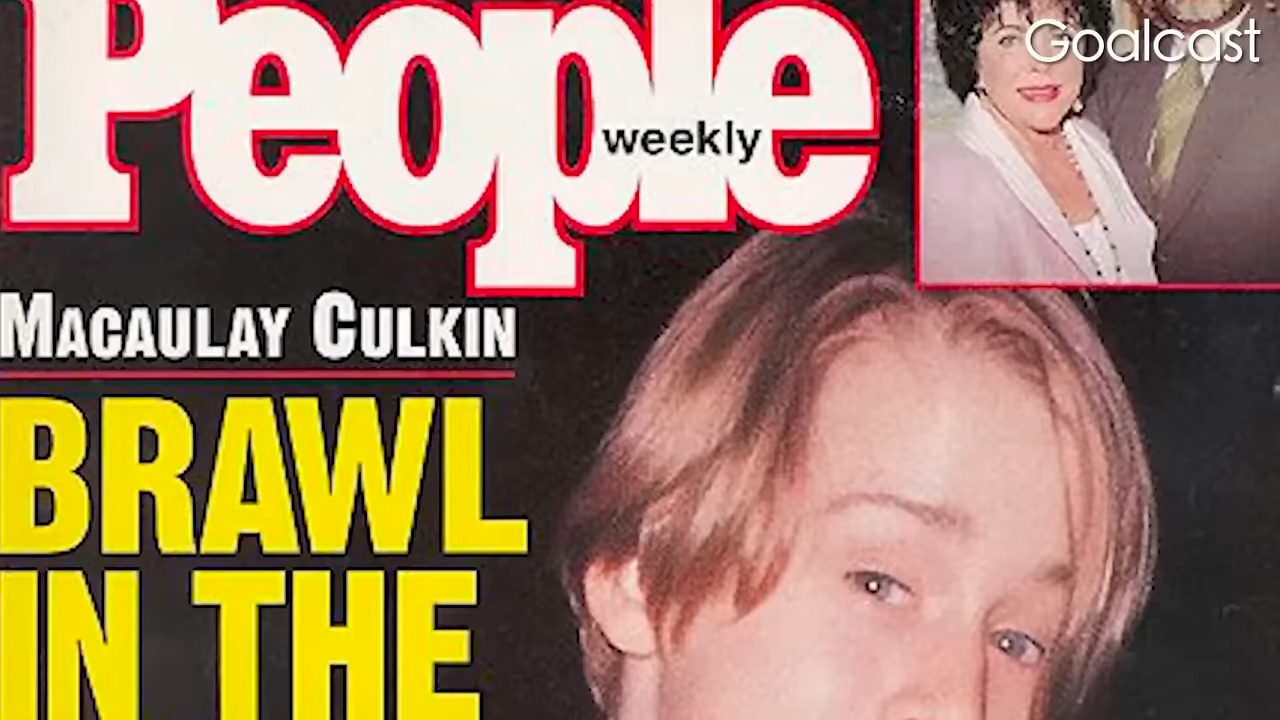 People
weekly
Goalcast
MACAULAY CULKIN
BRAWL
IN THE